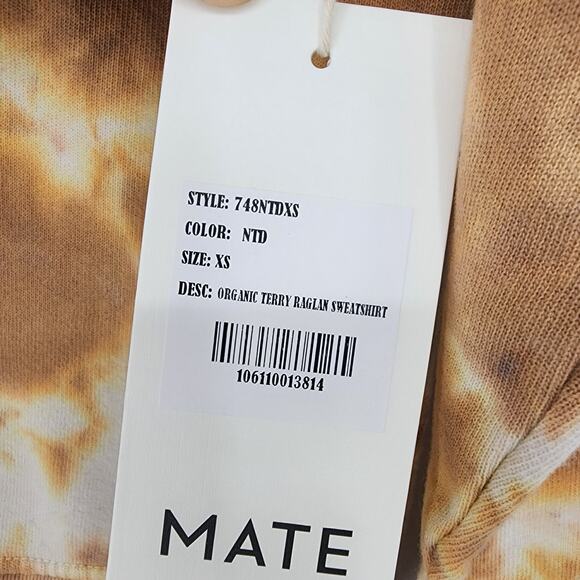 STYLE: 748NTDXS
COLOR: NTD
SIZE: XS
DESC: ORGANIC TERRY RAGLAN SWEATSHIRT
106110013814
MATE